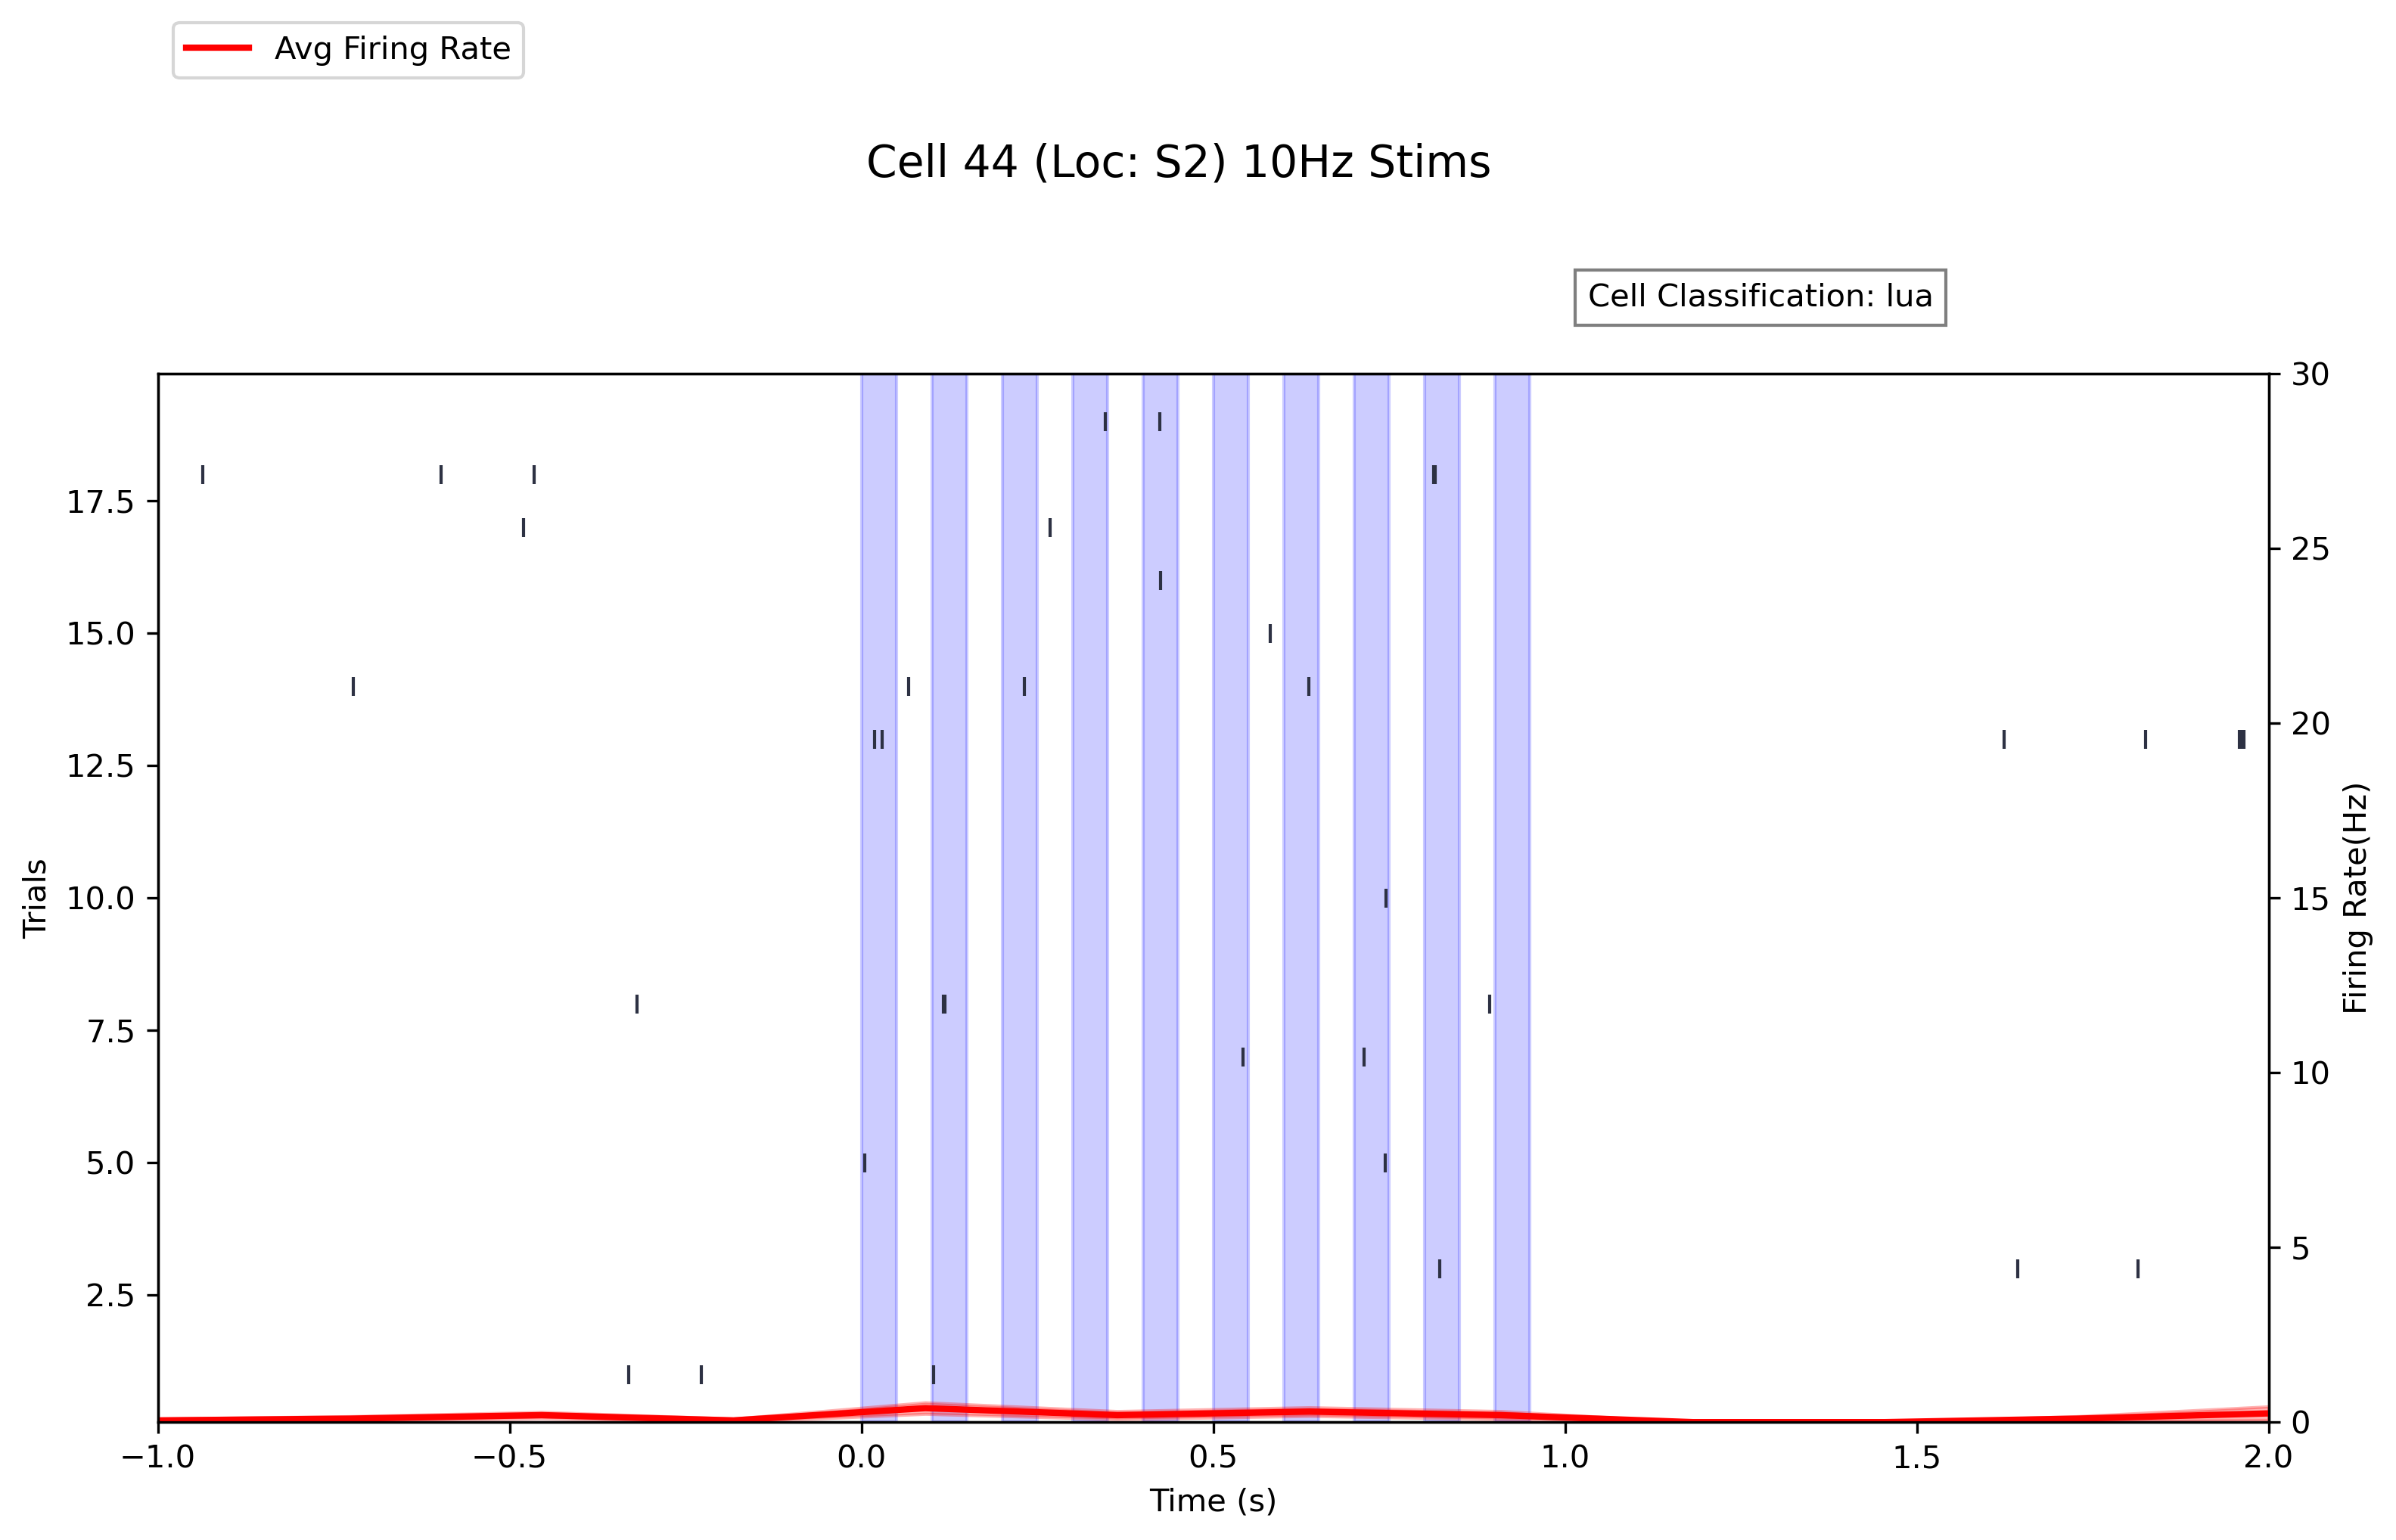 Avg Firing Rate
Cell 44 (Loc: S2) 10Hz Stims
Cell Classification: lua
17.5
15.0
12.5
10.0
7.5
5.0
2.5
Trials
30
25
20
15
10
5
0
Firing Rate(Hz)
−1.0 −0.5 0.0 0.5 1.0 1.5 2.0
Time (s)